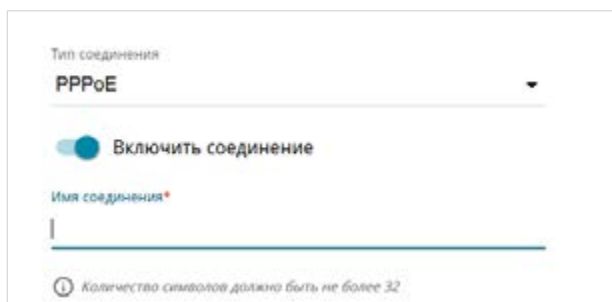 Тип соединения
PPPoE
Включить соединение
Имя соединения*
Количество символов должно быть не более 32